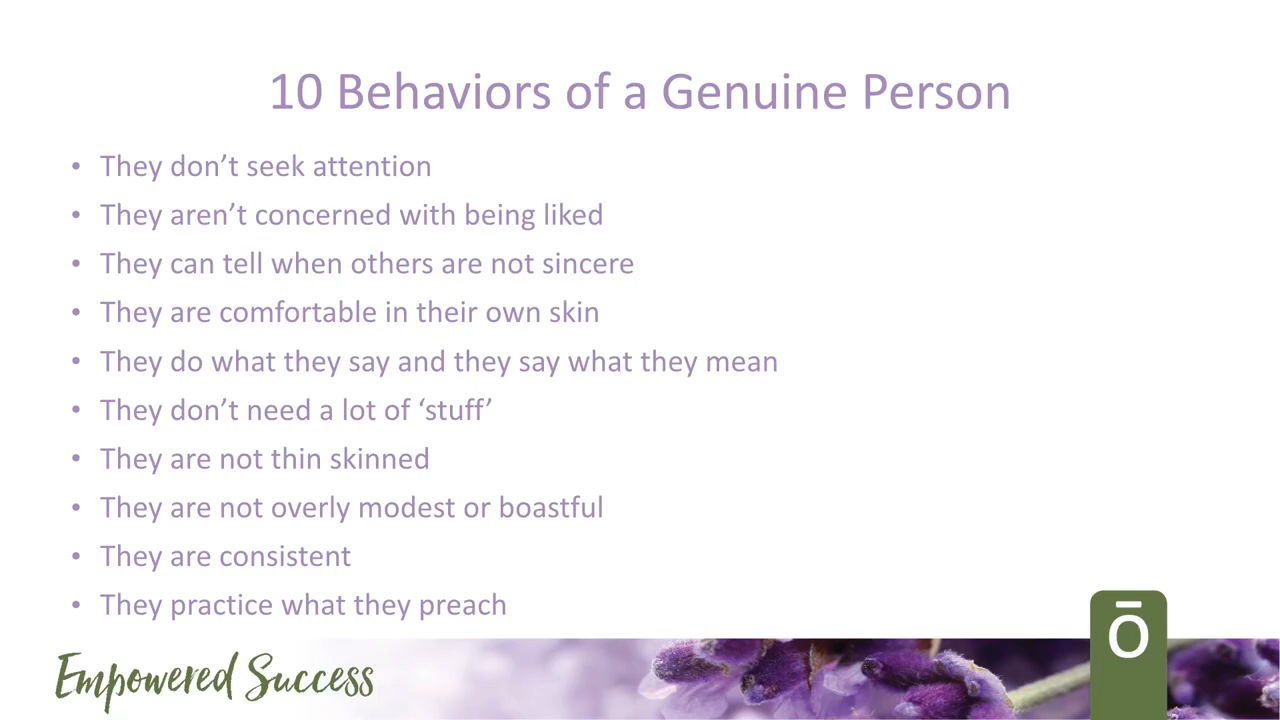 10 Behaviors of a Genuine Person
• They don’t seek attention
• They aren’t concerned with being liked
• They can tell when others are not sincere
• They are comfortable in their own skin
• They do what they say and they say what they mean
• They don’t need a lot of ‘stuff’
• They are not thin skinned
• They are not overly modest or boastful
• They are consistent
• They practice what they preach
Empowered Success
ō